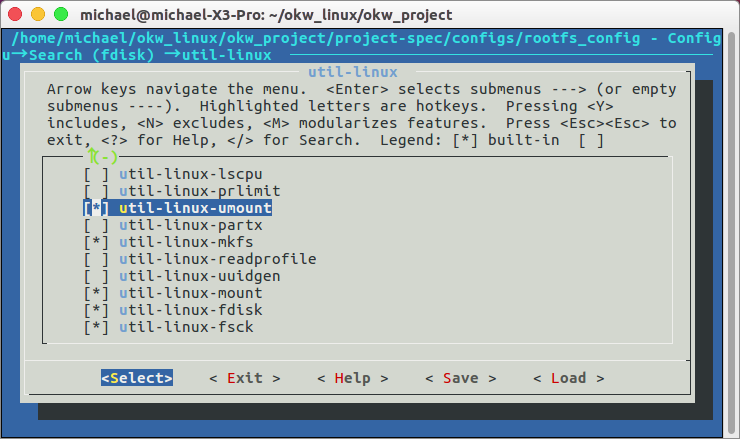 michael@michael-X3-Pro: ~/okw_linux/okw_project
/home/michael/okw_linux/okw_project/project-spec/configs/rootfs_config - Config
u→Search (fdisk) →util-linux
util-linux
Arrow keys navigate the menu.  <Enter> selects submenus ---> (or empty
submenus ----).  Highlighted letters are hotkeys.  Pressing <Y>
includes, <N> excludes, <M> modularizes features.  Press <Esc><Esc> to
exit, <?> for Help, </> for Search.  Legend: [*] built-in  [ ]
↑(-)
[ ] util-linux-lscpu
[ ] util-linux-prlimit
[*] util-linux-umount
[ ] util-linux-partx
[*] util-linux-mkfs
[ ] util-linux-readprofile
[ ] util-linux-uuidgen
[*] util-linux-mount
[*] util-linux-fdisk
[*] util-linux-fsck
<Select>    < Exit >    < Help >    < Save >    < Load >